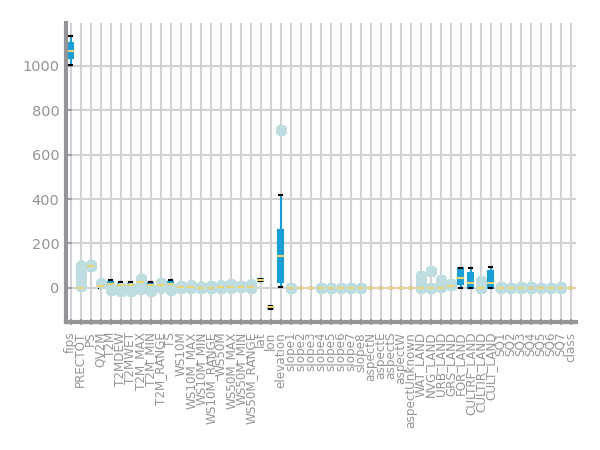 1000
800
600
400
200
0
fips
PRECTOT
PS
QV2M
T2M
T2MDEW
T2MWET
T2M_MAX
T2M_MIN
T2M_RANGE
TS
WS10M
WS10M_MAX
WS10M_MIN
WS10M_RANGE
WS50M
WS50M_MAX
WS50M_MIN
WS50M_RANGE
lat
lon
elevation
slope1
slope2
slope3
slope4
slope5
slope6
slope7
slope8
aspectN
aspectE
aspectS
aspectW
aspectUnknown
WAT_LAND
NVG_LAND
URB_LAND
GRS_LAND
FOR_LAND
CULTRF_LAND
CULTIR_LAND
CULT_LAND
SQ1
SQ2
SQ3
SQ4
SQ5
SQ6
SQ7
class